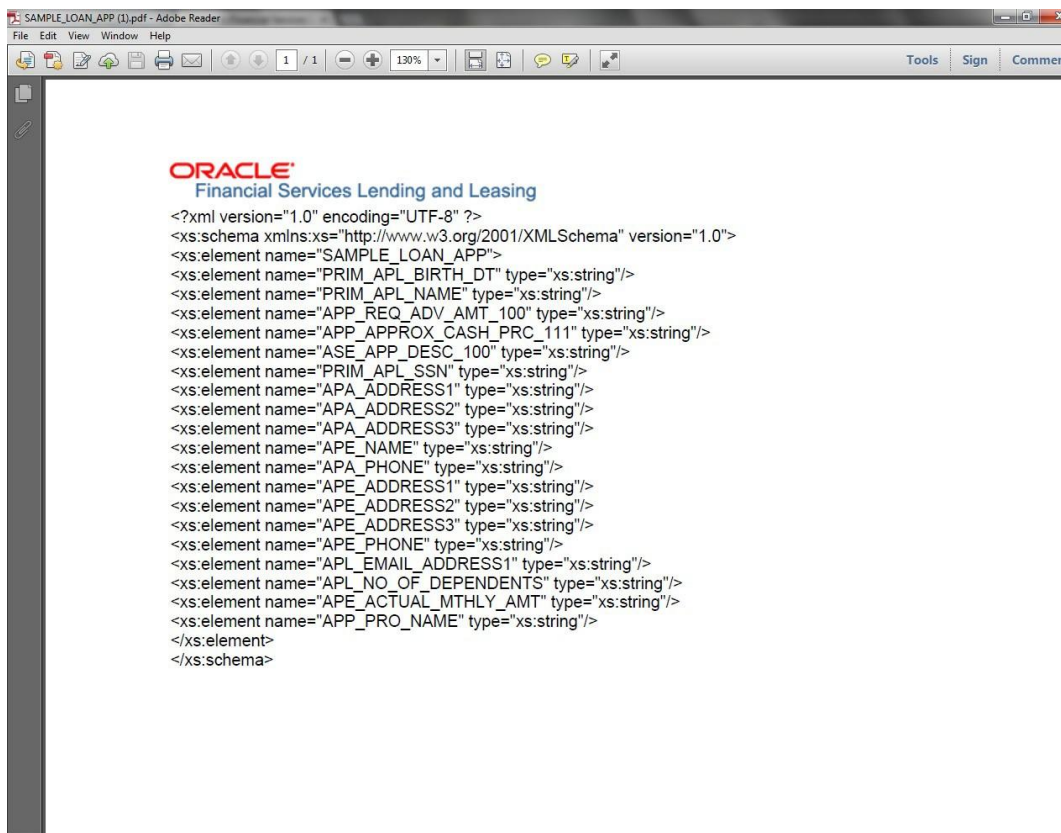 SAMPLE_LOAN_APP (1).pdf - Adobe Reader
File Edit View Window Help
1 / 1 130% Tools Sign Commen
ORACLE
Financial Services Lending and Leasing
<?xml version="1.0" encoding="UTF-8" ?>
<xs:schema xmlns:xs="http://www.w3.org/2001/XMLSchema" version="1.0">
<xs:element name="SAMPLE_LOAN_APP">
<xs:element name="PRIM_APL_BIRTH_DT" type="xs:string"/>
<xs:element name="PRIM_APL_NAME" type="xs:string"/>
<xs:element name="APP_REQ_ADV_AMT_100" type="xs:string"/>
<xs:element name="APP_APPROX_CASH_PRC_111" type="xs:string"/>
<xs:element name="ASE_APP_DESC_100" type="xs:string"/>
<xs:element name="PRIM_APL_SSN" type="xs:string"/>
<xs:element name="APA_ADDRESS1" type="xs:string"/>
<xs:element name="APA_ADDRESS2" type="xs:string"/>
<xs:element name="APA_ADDRESS3" type="xs:string"/>
<xs:element name="APE_NAME" type="xs:string"/>
<xs:element name="APA_PHONE" type="xs:string"/>
<xs:element name="APE_ADDRESS1" type="xs:string"/>
<xs:element name="APE_ADDRESS2" type="xs:string"/>
<xs:element name="APE_ADDRESS3" type="xs:string"/>
<xs:element name="APE_PHONE" type="xs:string"/>
<xs:element name="APL_EMAIL_ADDRESS1" type="xs:string"/>
<xs:element name="APL_NO_OF_DEPENDENTS" type="xs:string"/>
<xs:element name="APE_ACTUAL_MTHLY_AMT" type="xs:string"/>
<xs:element name="APP_PRO_NAME" type="xs:string"/>
</xs:element>
</xs:schema>